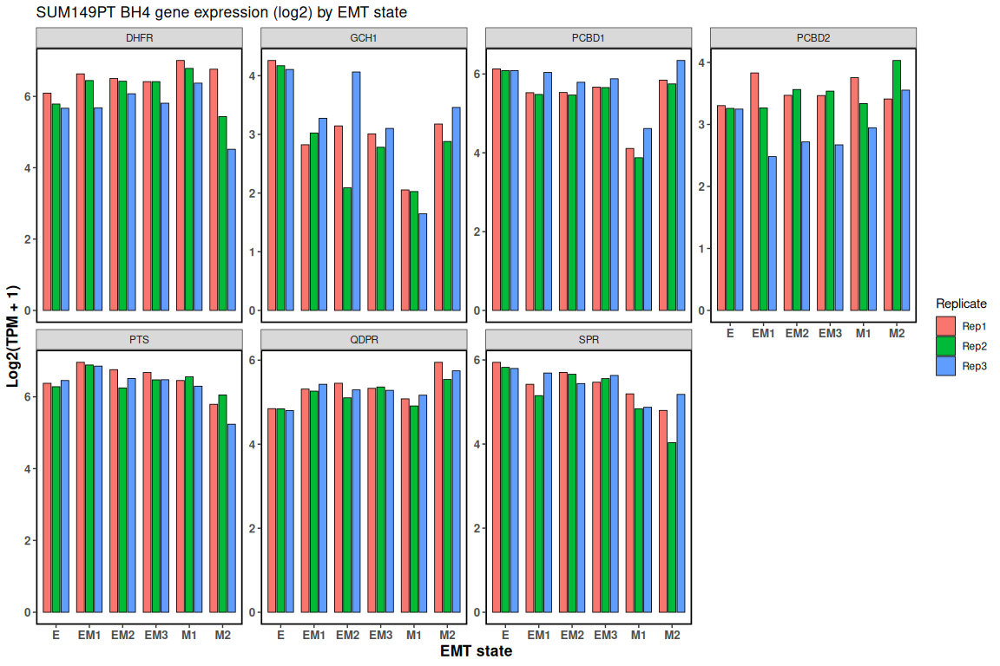 SUM149PT BH4 gene expression (log2) by EMT state
DHFR
GCH1
PCBD1
PCBD2
6
4
2
0
4
3
2
1
0
6
4
2
0
4
3
2
1
0
E EM1 EM2 EM3 M1 M2
Log2(TPM + 1)
Replicate
Rep1
Rep2
Rep3
PTS
QDPR
SPR
6
4
2
0
6
4
2
0
6
4
2
0
E EM1 EM2 EM3 M1 M2
E EM1 EM2 EM3 M1 M2
E EM1 EM2 EM3 M1 M2
EMT state